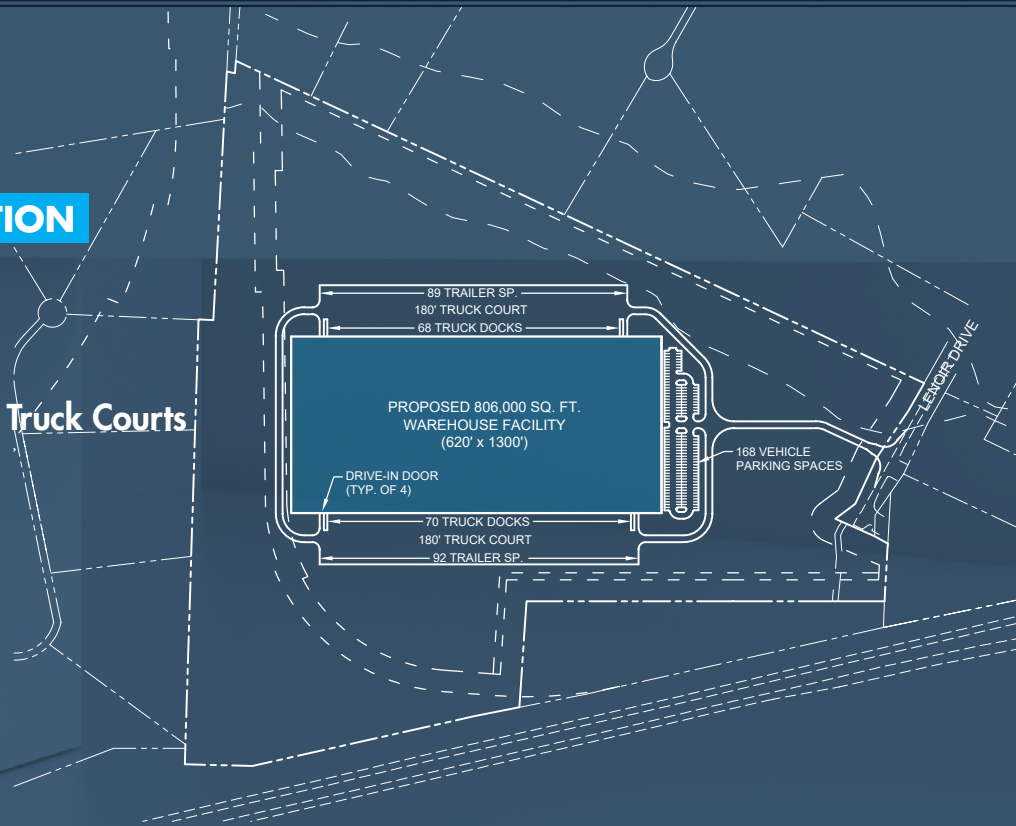 TION
89 TRAILER SP.
180' TRUCK COURT
68 TRUCK DOCKS
LENOIR DRIVE
Truck Courts
PROPOSED 806,000 SQ. FT.
WAREHOUSE FACILITY
(620' x 1300')
168 VEHICLE
PARKING SPACES
DRIVE-IN DOOR
(TYP. OF 4)
70 TRUCK DOCKS
180' TRUCK COURT
92 TRAILER SP.